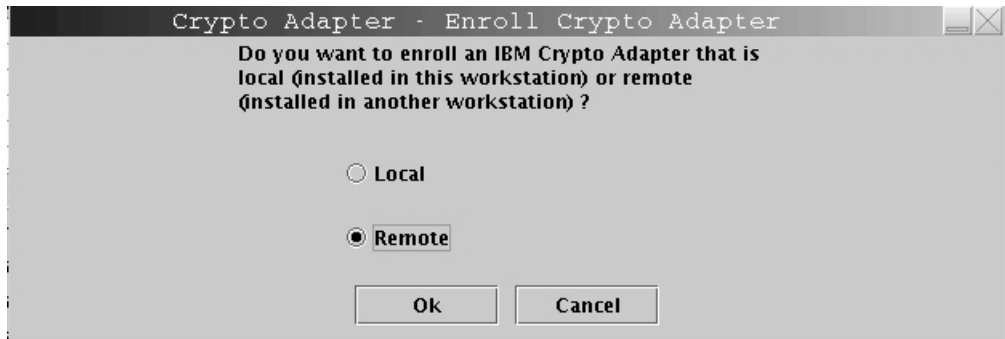 Crypto Adapter - Enroll Crypto Adapter
Do you want to enroll an IBM Crypto Adapter that is
local (installed in this workstation) or remote
(installed in another workstation) ?
Local
Remote
Ok Cancel